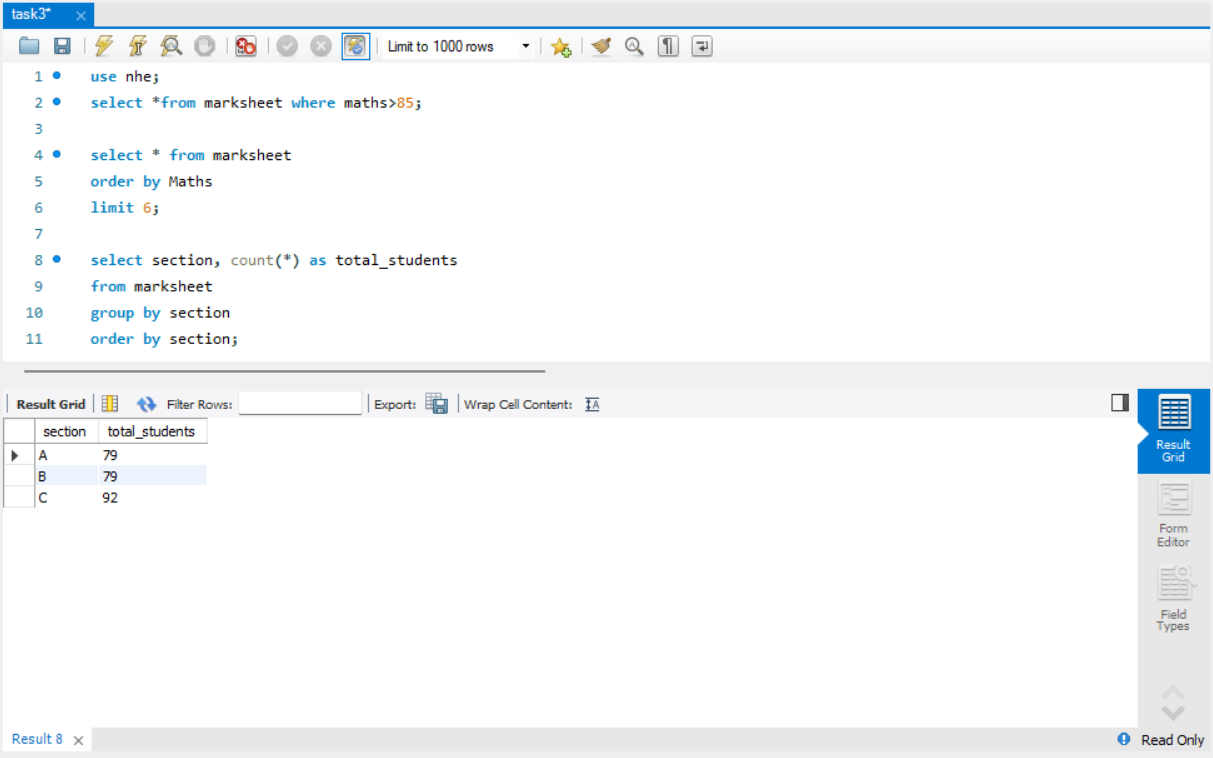 task3*
Limit to 1000 rows
1 use nhe;
2 select *from marksheet where maths>85;
3
4 select * from marksheet
5 order by Maths
6 limit 6;
7
8 select section, count(*) as total_students
9 from marksheet
10 group by section
11 order by section;
Result Grid Filter Rows: Export: Wrap Cell Content: IA
section total_students
A 79
B 79
C 92
Result
Grid
Form
Editor
Field
Types
Result 8
Read Only